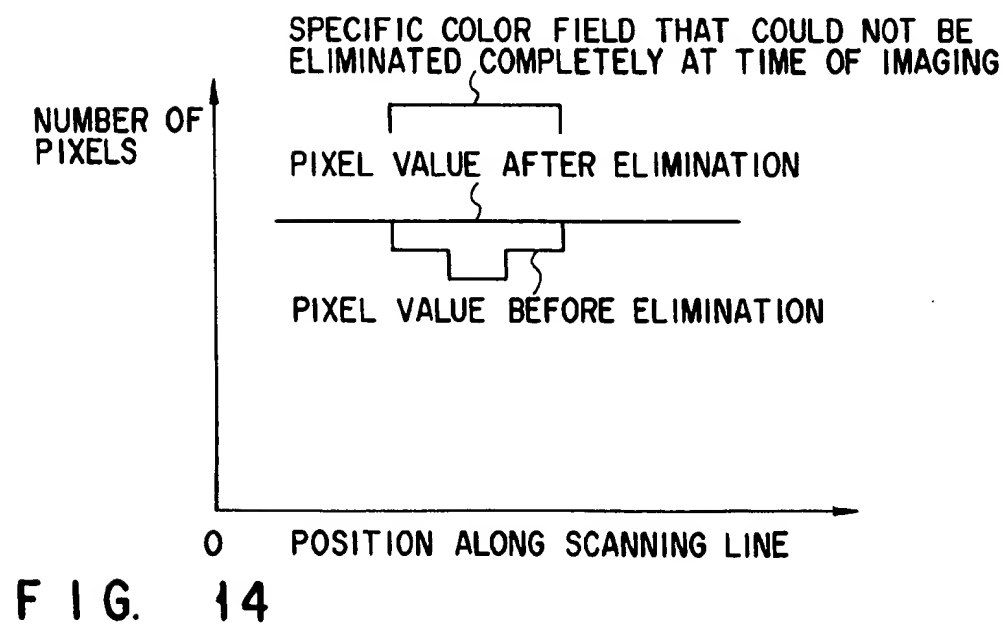 SPECIFIC COLOR FIELD THAT COULD NOT BE
ELIMINATED COMPLETELY AT TIME OF IMAGING
NUMBER OF
PIXELS
PIXEL VALUE AFTER ELIMINATION
PIXEL VALUE BEFORE ELIMINATION
0 POSITION ALONG SCANNING LINE
FIG. 14